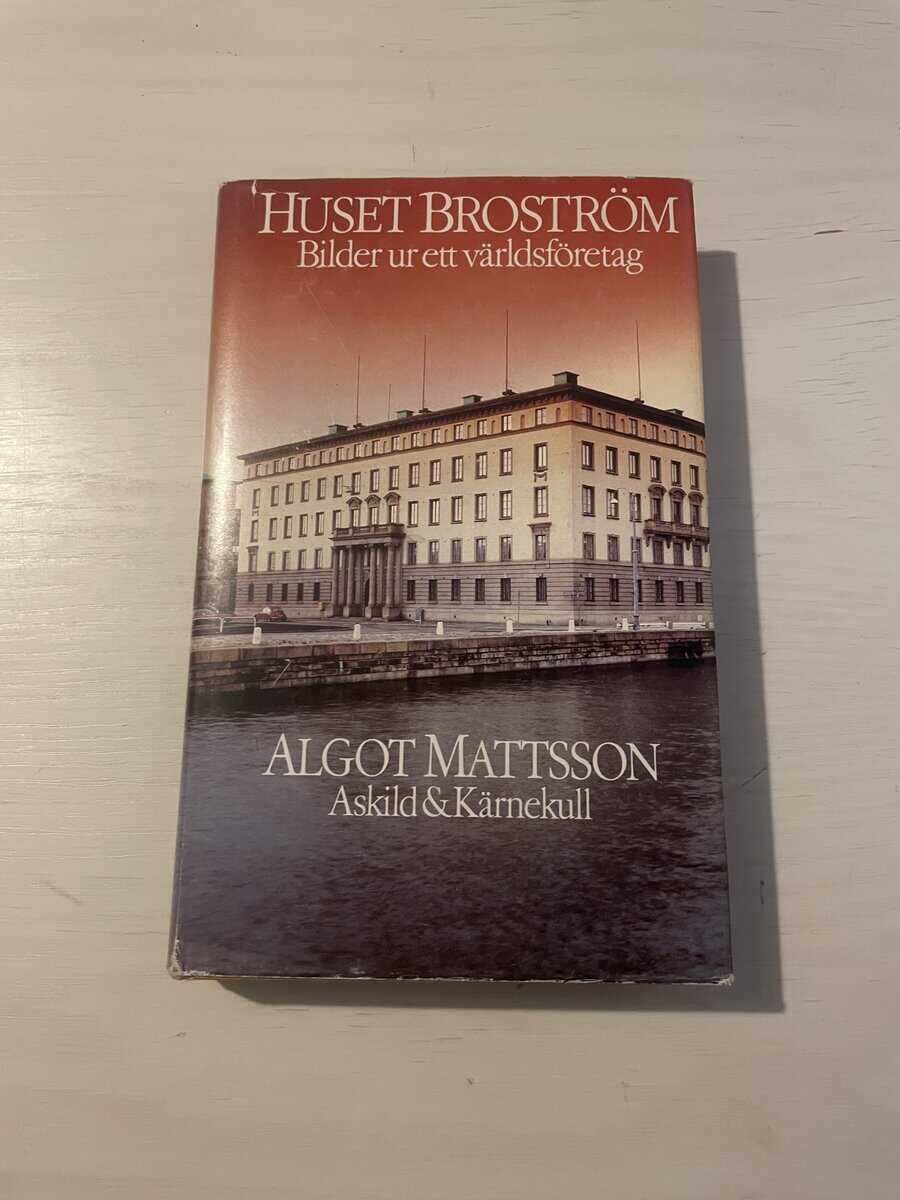 HUSET BROSTRÖM
Bilder ur ett världsföretag
ALGOT MATTSSON
Askild & Kärnekull